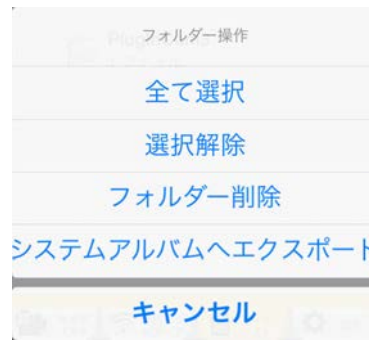 フォルダー操作
全て選択
選択解除
フォルダー削除
システムアルバムへエクスポート
キャンセル